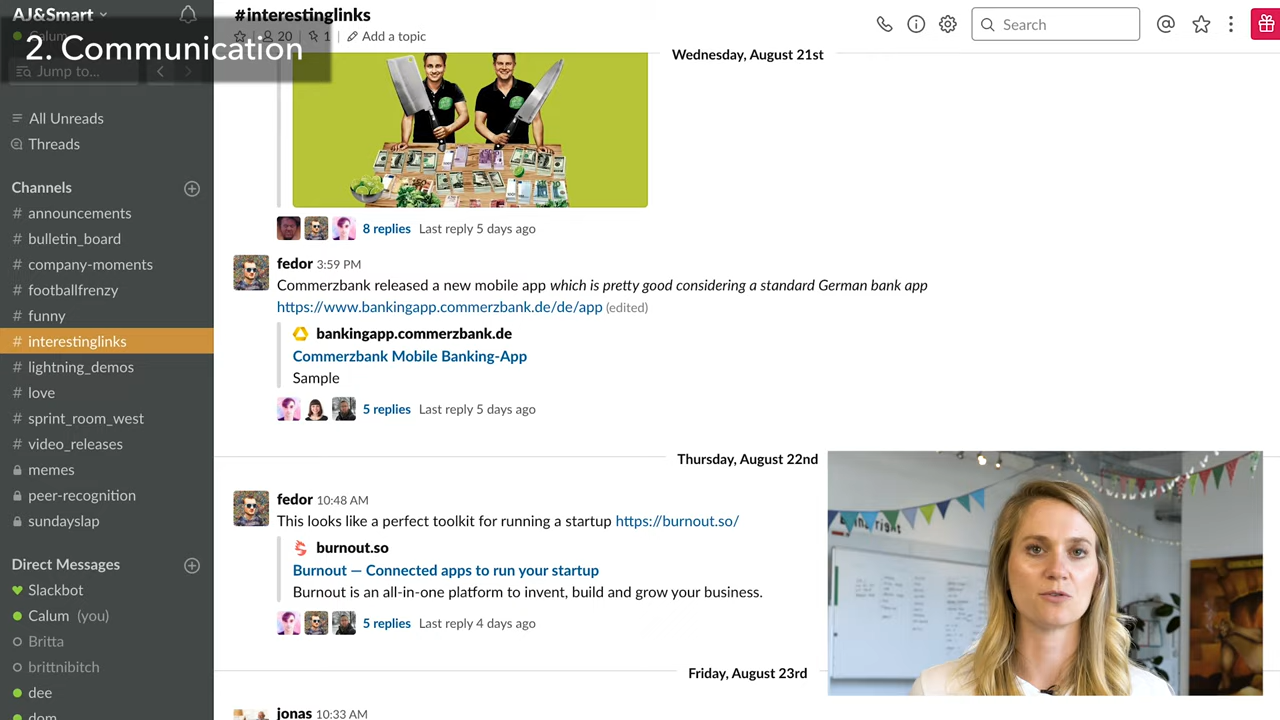 AJ&Smart
Calum
2. Communication
Jump to...
All Unreads
Threads
Channels
# announcements
# bulletin_board
# company-moments
# footballfrenzy
# funny
# interestinglinks
# lightning_demos
# love
# sprint_room_west
# video_releases
memes
peer-recognition
sundayslap
Direct Messages
Slackbot
Calum (you)
Britta
brittnibitch
dee
dom
#interestinglinks
20
1
Add a topic
Search
Wednesday, August 21st
8 replies Last reply 5 days ago
fedor 3:59 PM
Commerzbank released a new mobile app which is pretty good considering a standard German bank app
https://www.bankingapp.commerzbank.de/de/app (edited)
bankingapp.commerzbank.de
Commerzbank Mobile Banking-App
Sample
5 replies Last reply 5 days ago
Thursday, August 22nd
fedor 10:48 AM
This looks like a perfect toolkit for running a startup https://burnout.so/
burnout.so
Burnout — Connected apps to run your startup
Burnout is an all-in-one platform to invent, build and grow your business.
5 replies Last reply 4 days ago
Friday, August 23rd
jonas 10:33 AM